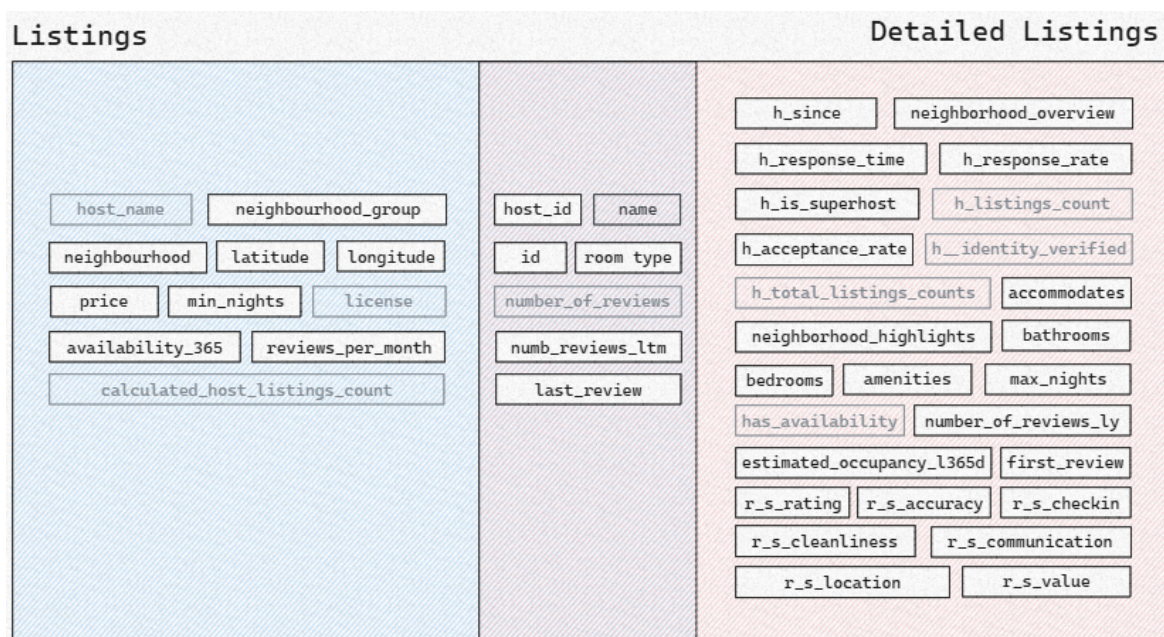 Listings
Detailed Listings
host_name neighbourhood_group
neighbourhood latitude longitude
price min_nights license
availability_365 reviews_per_month
calculated_host_listings_count
host_id name
id room type
number_of_reviews
numb_reviews_ltm
last_review
h_since neighborhood_overview
h_response_time h_response_rate
h_is_superhost h_listings_count
h_acceptance_rate h__identity_verified
h_total_listings_counts accommodates
neighborhood_highlights bathrooms
bedrooms amenities max_nights
has_availability number_of_reviews_ly
estimated_occupancy_l365d first_review
r_s_rating r_s_accuracy r_s_checkin
r_s_cleanliness r_s_communication
r_s_location r_s_value